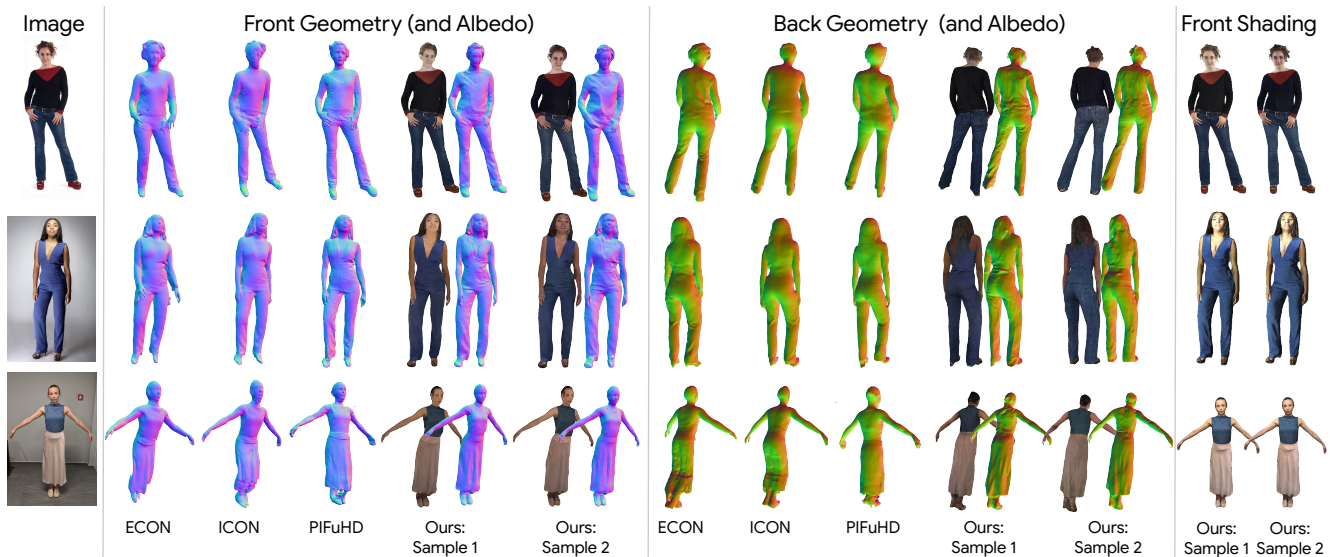 Image
Front Geometry (and Albedo)
Back Geometry (and Albedo)
Front Shading
ECON
ICON
PIFuHD
Ours:
Sample 1
Ours:
Sample 2
ECON
ICON
PIFuHD
Ours:
Sample 1
Ours:
Sample 2
Ours:
Sample 1
Ours:
Sample 2